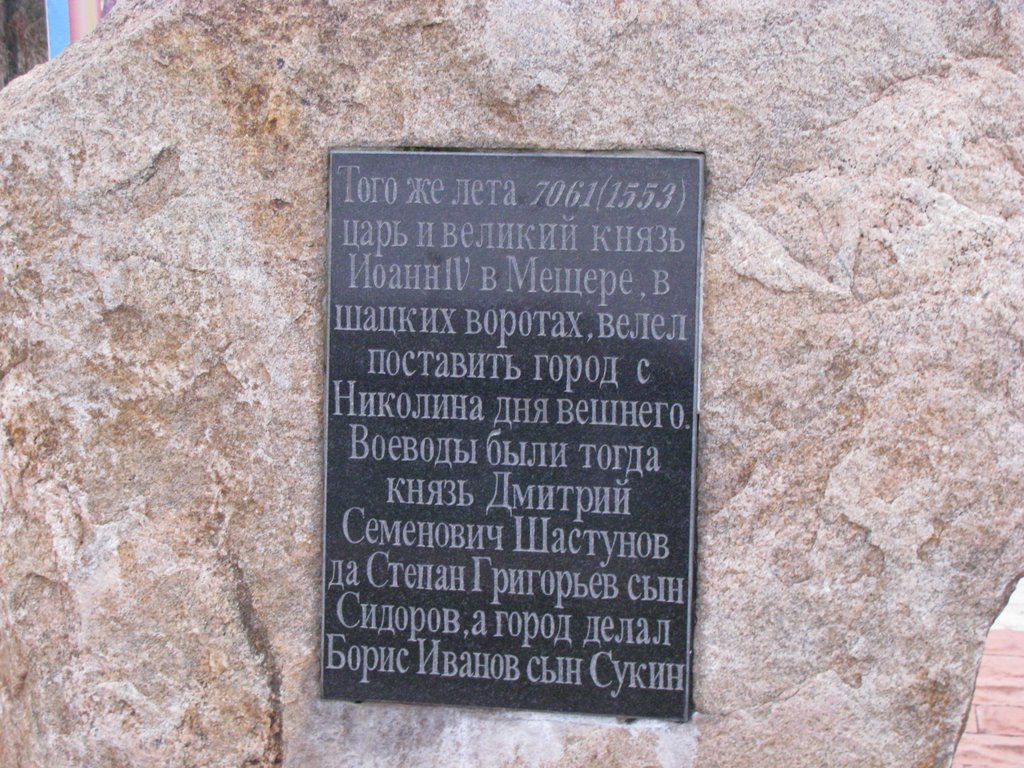 Того же лета 7061(1553)
царь и великий князь
Иоанн IV в Мещере, в
шацких воротах, велел
поставить город с
Николина дня вешнего.
Воеводы были тогда
князь Дмитрий
Семенович Шастунов
да Степан Григорьев сын
Сидоров, а город делал
Борис Иванов сын Сукин